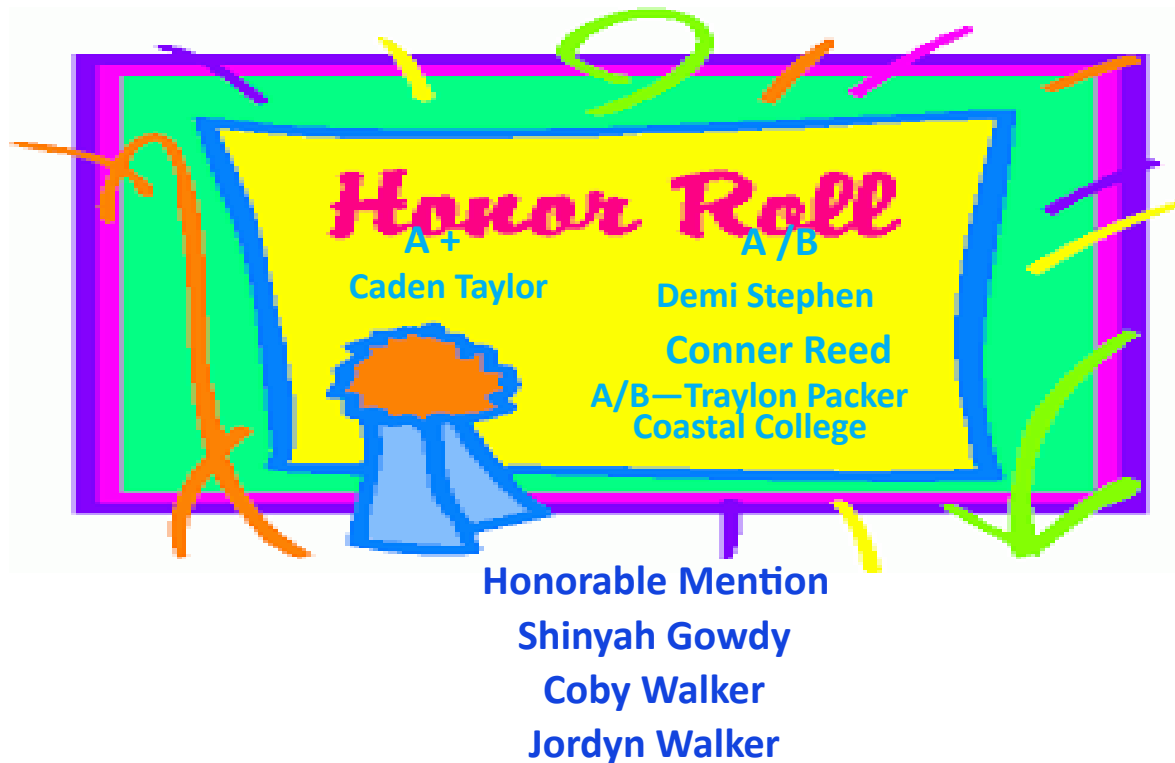 Honor Roll
A +
Caden Taylor
A /B
Demi Stephen
Conner Reed
A/B—Traylon Packer
Coastal College
Honorable Mention
Shinyah Gowdy
Coby Walker
Jordyn Walker